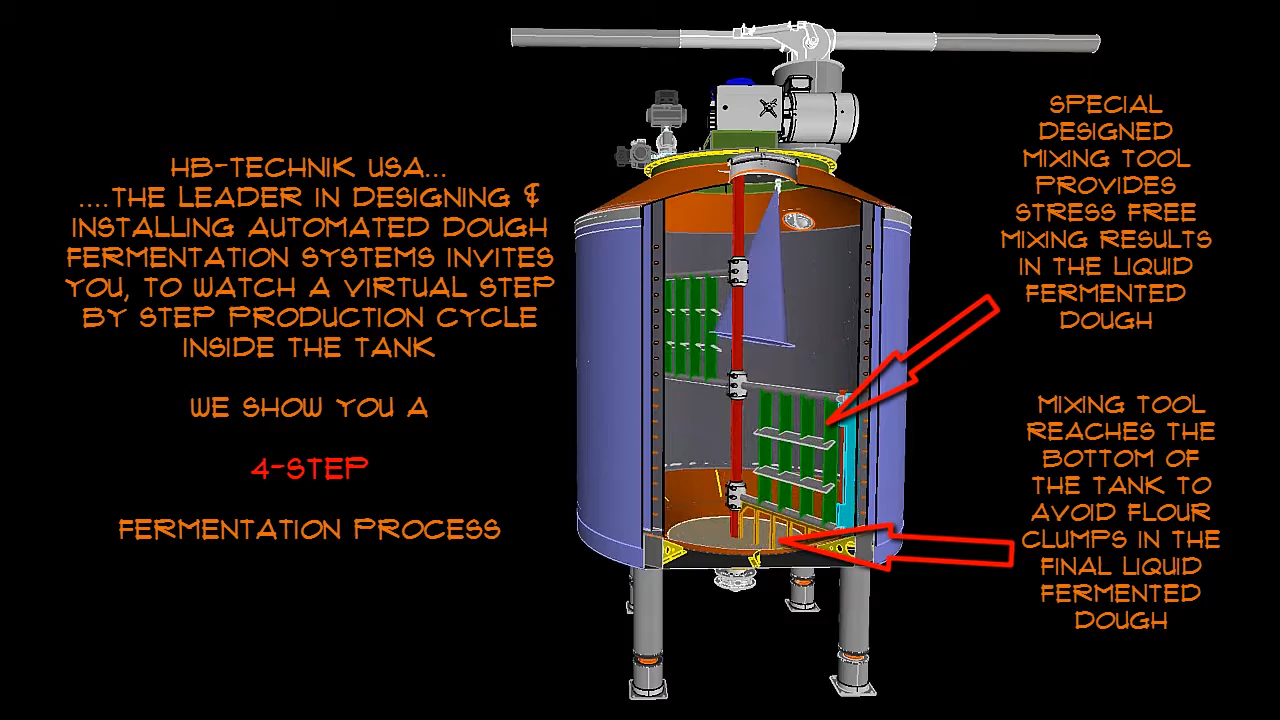 HB-TECHNIK USA...
....THE LEADER IN DESIGNING &
INSTALLING AUTOMATED DOUGH
FERMENTATION SYSTEMS INVITES
YOU, TO WATCH A VIRTUAL STEP
BY STEP PRODUCTION CYCLE
INSIDE THE TANK
WE SHOW YOU A
4-STEP
FERMENTATION PROCESS
SPECIAL
DESIGNED
MIXING TOOL
PROVIDES
STRESS FREE
MIXING RESULTS
IN THE LIQUID
FERMENTED
DOUGH
MIXING TOOL
REACHES THE
BOTTOM OF
THE TANK TO
AVOID FLOUR
CLUMPS IN THE
FINAL LIQUID
FERMENTED
DOUGH